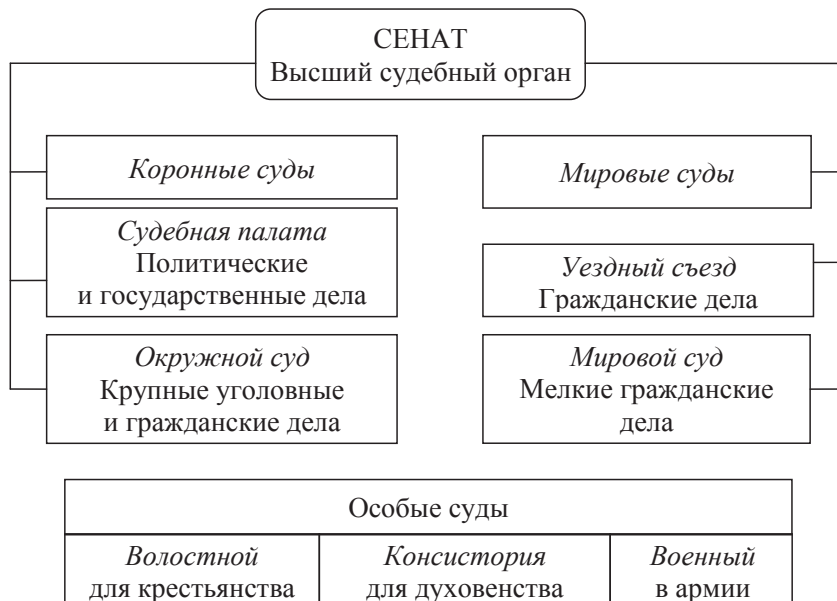 СЕНАТ
Высший судебный орган
Коронные суды
Мировые суды
Судебная палата
Политические
и государственные дела
Уездный съезд
Гражданские дела
Окружной суд
Крупные уголовные
и гражданские дела
Мировой суд
Мелкие гражданские
дела
Особые суды
Волостной
для крестьянства
Консистория
для духовенства
Военный
в армии